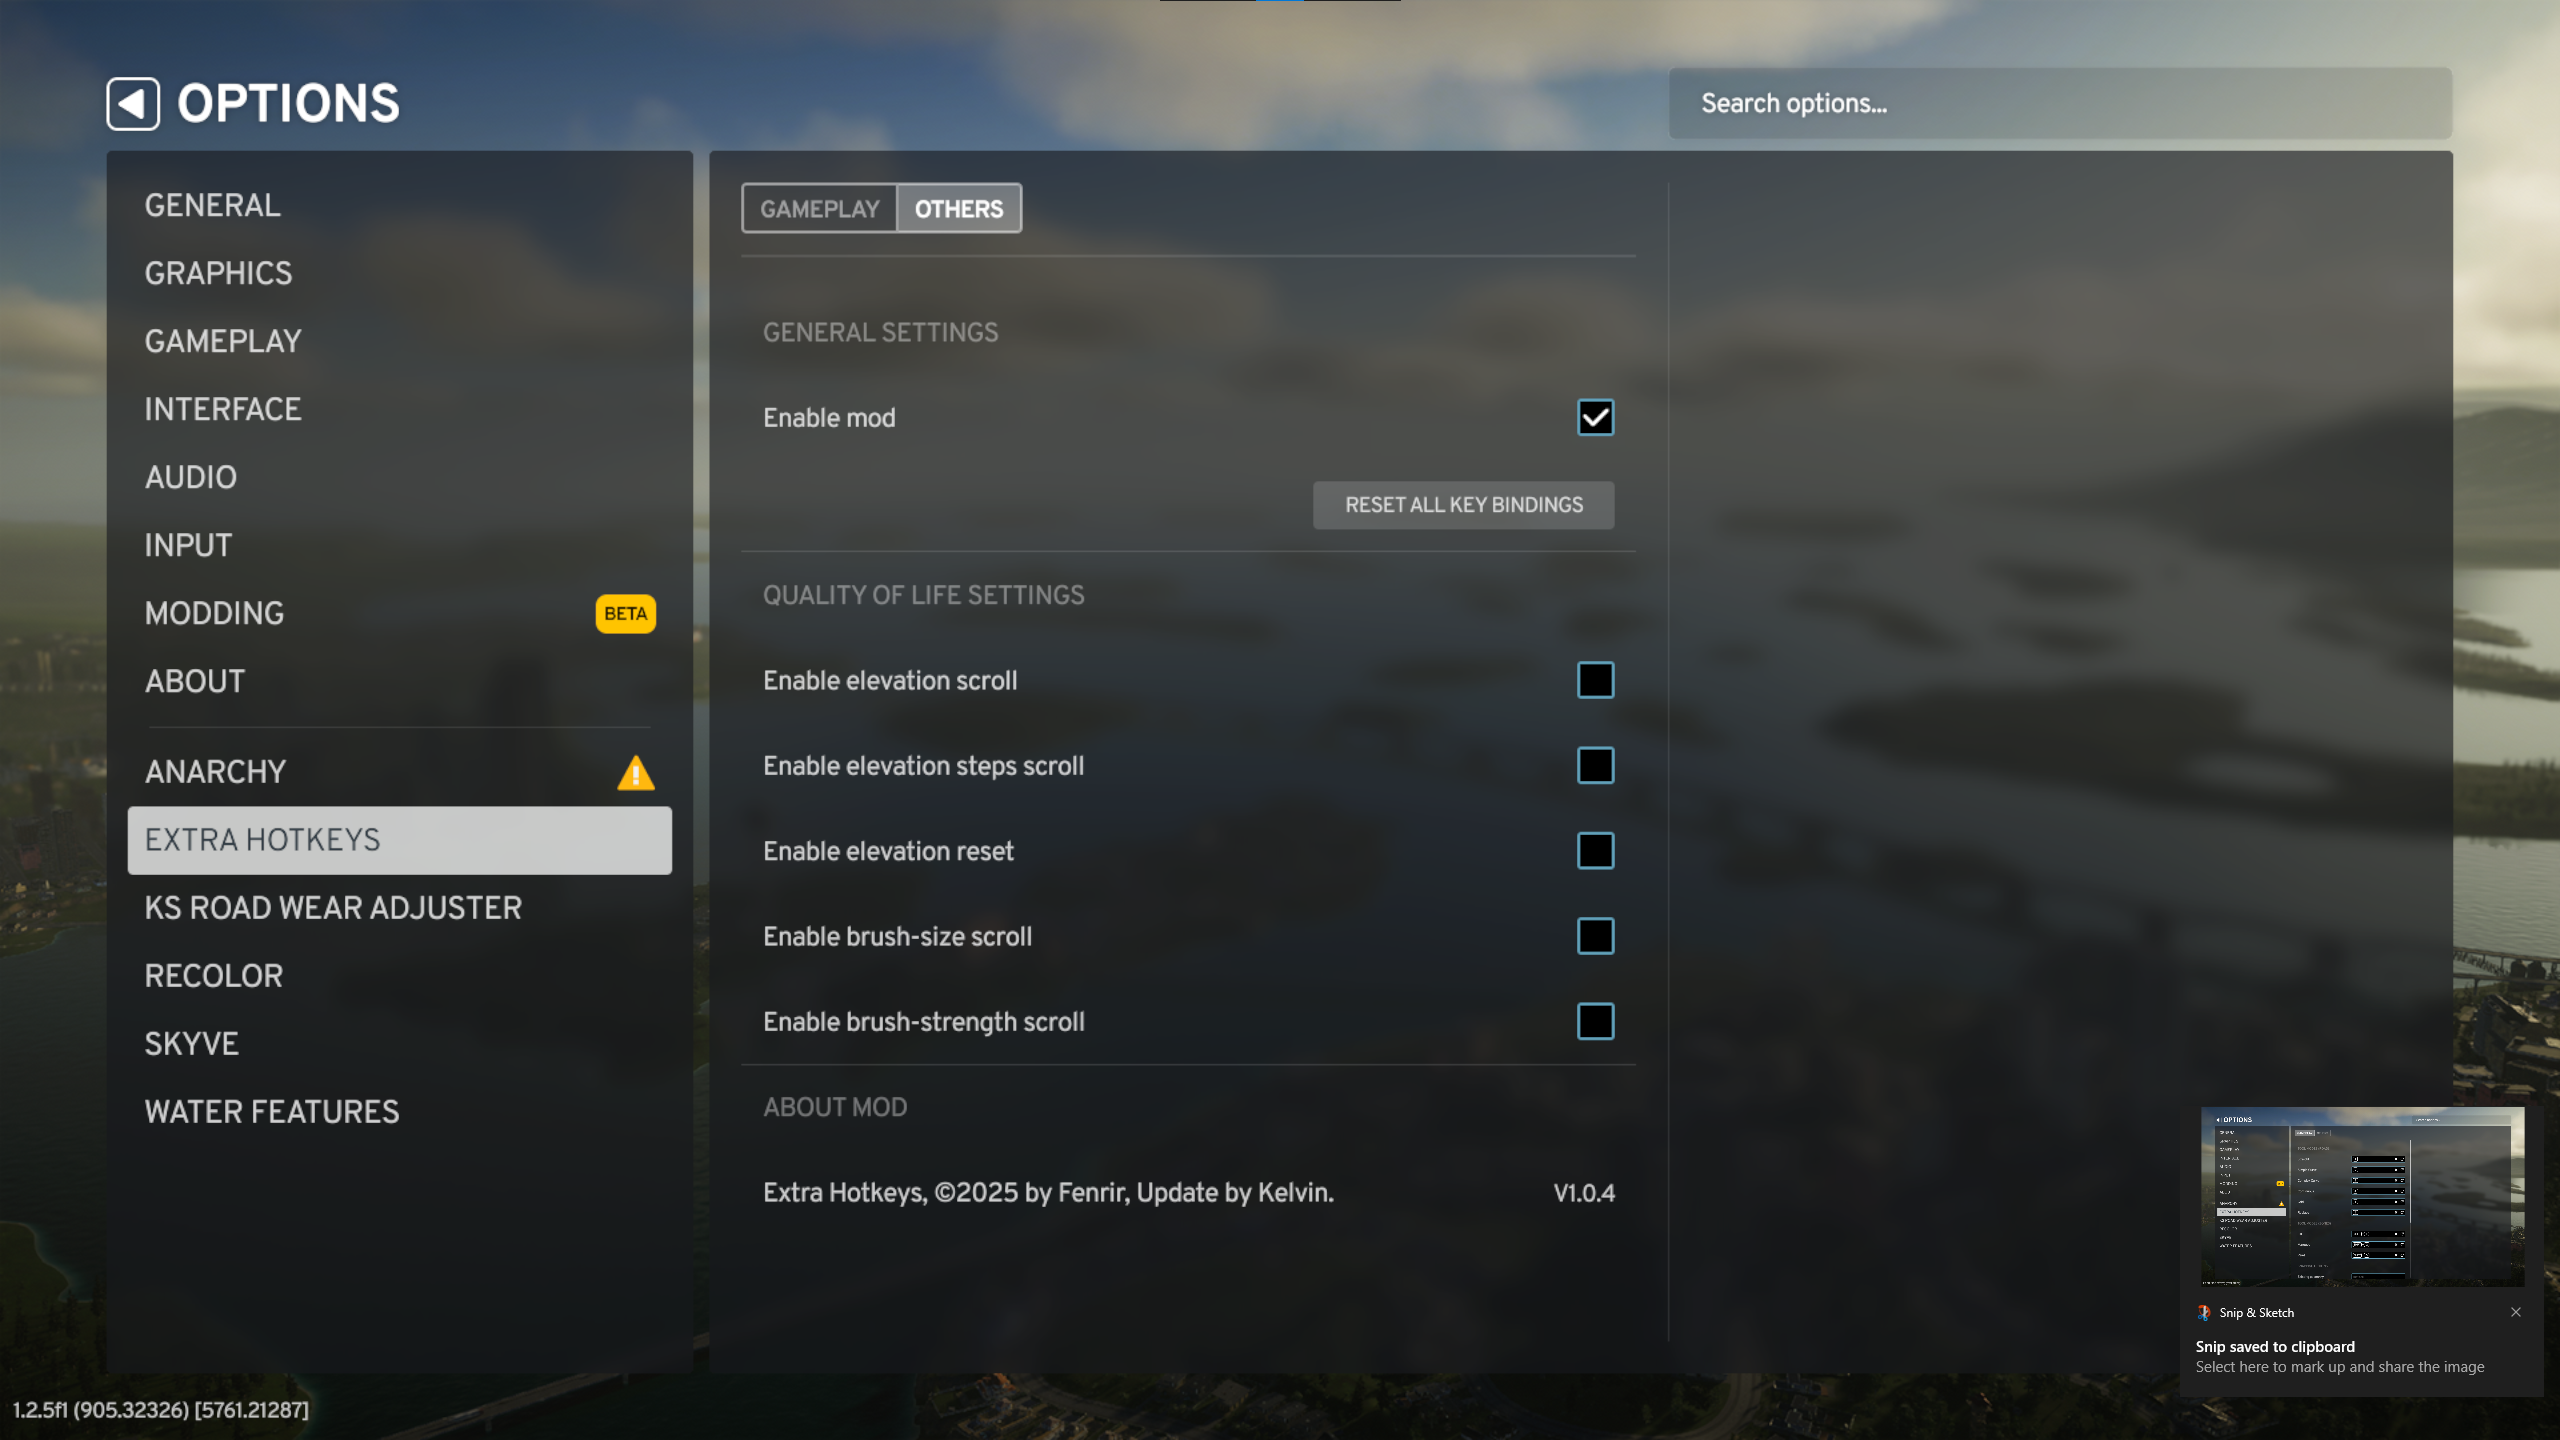 OPTIONS
Search options...
GENERAL
GRAPHICS
GAMEPLAY
INTERFACE
AUDIO
INPUT
MODDING BETA
ABOUT
ANARCHY
EXTRA HOTKEYS
KS ROAD WEAR ADJUSTER
RECOLOR
SKYVE
WATER FEATURES
GAMEPLAY OTHERS
GENERAL SETTINGS
Enable mod
RESET ALL KEY BINDINGS
QUALITY OF LIFE SETTINGS
Enable elevation scroll
Enable elevation steps scroll
Enable elevation reset
Enable brush-size scroll
Enable brush-strength scroll
ABOUT MOD
Extra Hotkeys, ©2025 by Fenrir, Update by Kelvin. V1.0.4
OPTIONS
Snip & Sketch
Snip saved to clipboard
Select here to mark up and share the image
1.2.5f1 (905.32326) [5761.21287]